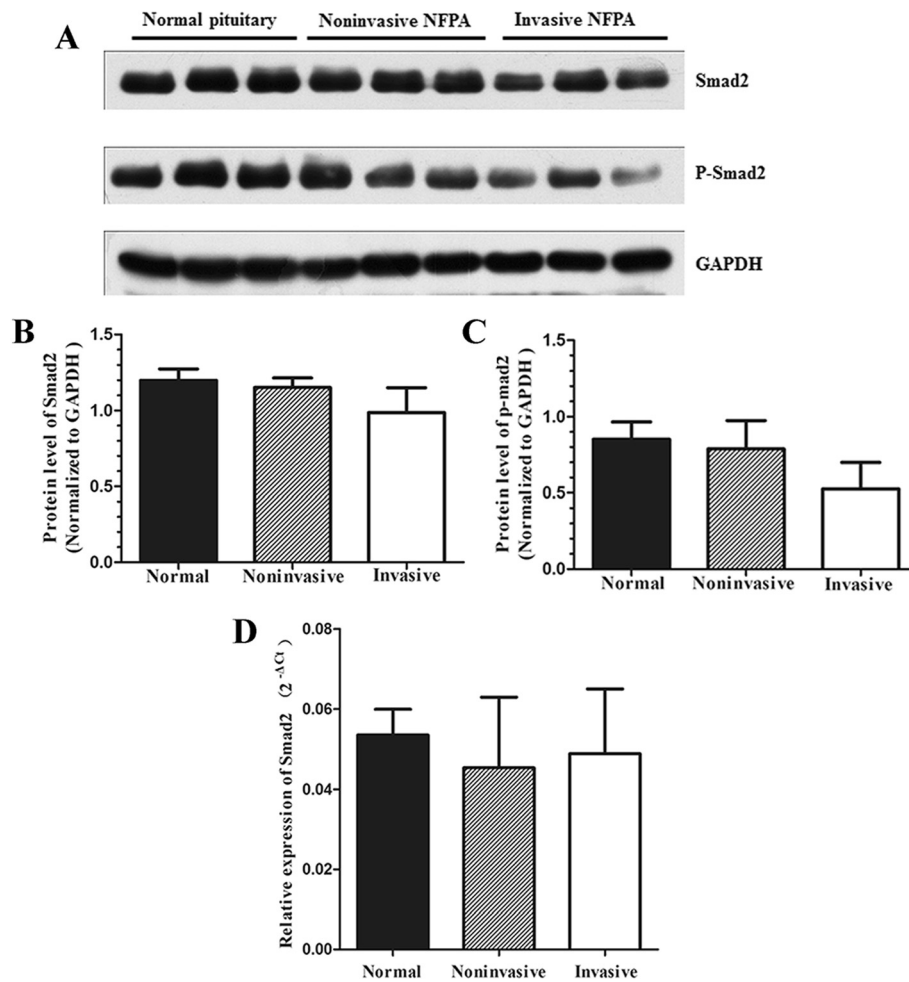 A
Normal pituitary Noninvasive NFPA Invasive NFPA
Smad2
P-Smad2
GAPDH
B
Protein level of Smad2
(Normalized to GAPDH )
1.5
1.0
0.5
0.0
Normal Noninvasive Invasive
C
Protein level of p-mad2
(Normalized to GAPDH )
1.5
1.0
0.5
0.0
Normal Noninvasive Invasive
D
Relative expression of Smad2 （2 -ΔCt ）
0.08
0.06
0.04
0.02
0.00
Normal Noninvasive Invasive